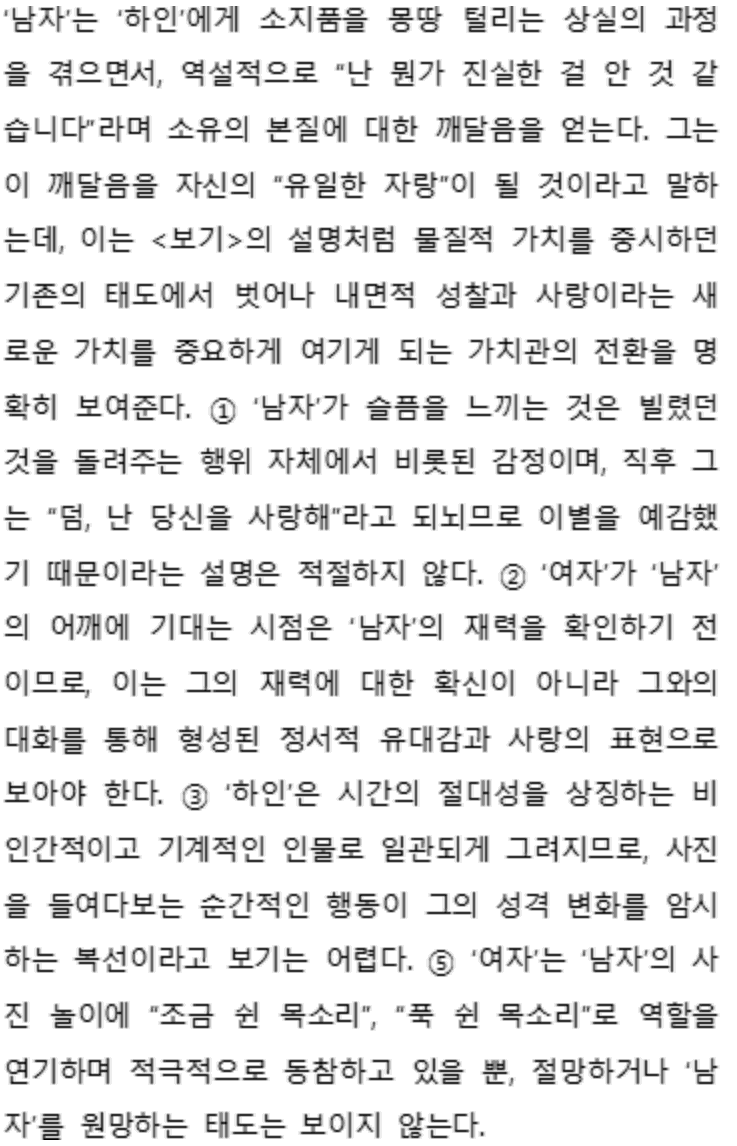 ‘남자’는 ‘하인’에게 소지품을 몽땅 털리는 상실의 과정
을 겪으면서, 역설적으로 “난 뭔가 진실한 걸 안 것 같
습니다”라며 소유의 본질에 대한 깨달음을 얻는다. 그는
이 깨달음을 자신의 “유일한 자랑”이 될 것이라고 말하
는데, 이는 <보기>의 설명처럼 물질적 가치를 중시하던
기존의 태도에서 벗어나 내면적 성찰과 사랑이라는 새
로운 가치를 중요하게 여기게 되는 가치관의 전환을 명
확히 보여준다. ① ‘남자’가 슬픔을 느끼는 것은 빌렸던
것을 돌려주는 행위 자체에서 비롯된 감정이며, 직후 그
는 “덤, 난 당신을 사랑해”라고 되뇌므로 이별을 예감했
기 때문이라는 설명은 적절하지 않다. ② ‘여자’가 ‘남자’
의 어깨에 기대는 시점은 ‘남자’의 재력을 확인하기 전
이므로, 이는 그의 재력에 대한 확신이 아니라 그와의
대화를 통해 형성된 정서적 유대감과 사랑의 표현으로
보아야 한다. ③ ‘하인’은 시간의 절대성을 상징하는 비
인간적이고 기계적인 인물로 일관되게 그려지므로, 사진
을 들여다보는 순간적인 행동이 그의 성격 변화를 암시
하는 복선이라고 보기는 어렵다. ⑤ ‘여자’는 ‘남자’의 사
진 놀이에 “조금 쉰 목소리”, “푹 쉰 목소리”로 역할을
연기하며 적극적으로 동참하고 있을 뿐, 절망하거나 ‘남
자’를 원망하는 태도는 보이지 않는다.